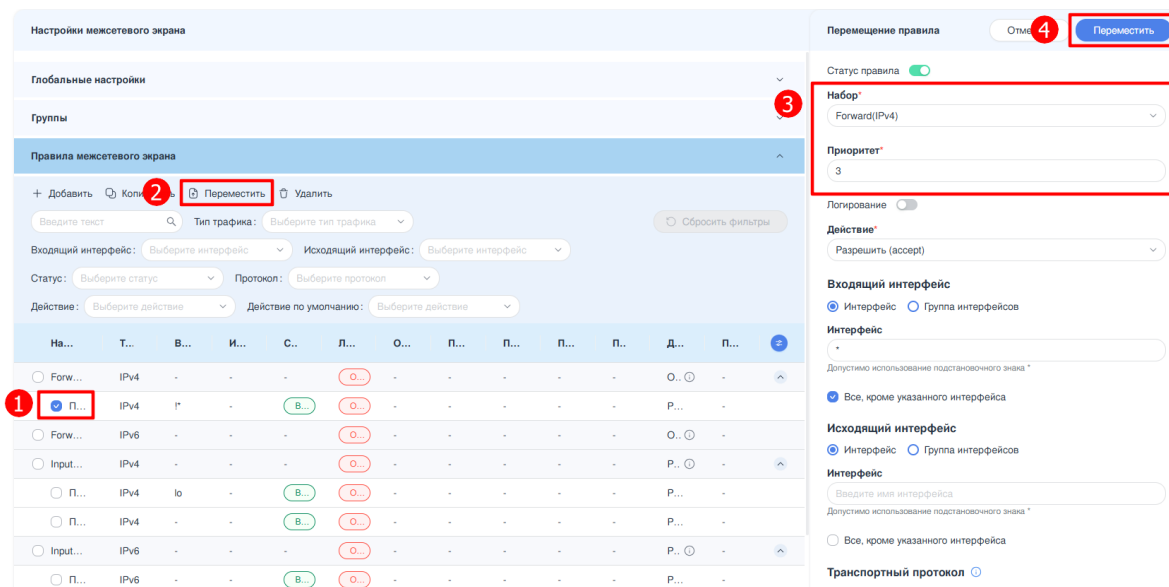 Настройки межсетевого экрана
Глобальные настройки
Группы
Правила межсетевого экрана
+ Добавить Копи 2 ь Переместить Удалить
Введите текст Тип трафика: Выберите тип трафика Сбросить фильтры
Входящий интерфейс: Выберите интерфейс Исходящий интерфейс: Выберите интерфейс
Статус: Выберите статус Протокол: Выберите протокол
Действие: Выберите действие Действие по умолчанию: Выберите действие
На... Т... В... И... С.. Л... О... П... П... П... П.. Д... П...
Forw... IPv4 - - - О... - - - - - О.. -
1 П... IPv4 !* - В... О... - - - - - Р... -
Forw... IPv6 - - - О... - - - - - О.. -
Input... IPv4 - - - О... - - - - - Р.. -
П... IPv4 lo - В... О... - - - - - Р... -
П... IPv4 - - В... О... - - - - - Р... -
Input... IPv6 - - - О... - - - - - Р.. -
П... IPv6 - - В... О... - - - - - Р... -
Перемещение правила Отме 4 Переместить
Статус правила
3
Набор*
Forward(IPv4)
Приоритет*
3
Логирование
Действие*
Разрешить (accept)
Входящий интерфейс
Интерфейс Группа интерфейсов
Интерфейс
*
Допустимо использование подстановочного знака *
Все, кроме указанного интерфейса
Исходящий интерфейс
Интерфейс Группа интерфейсов
Интерфейс
Введите имя интерфейса
Допустимо использование подстановочного знака *
Все, кроме указанного интерфейса
Транспортный протокол